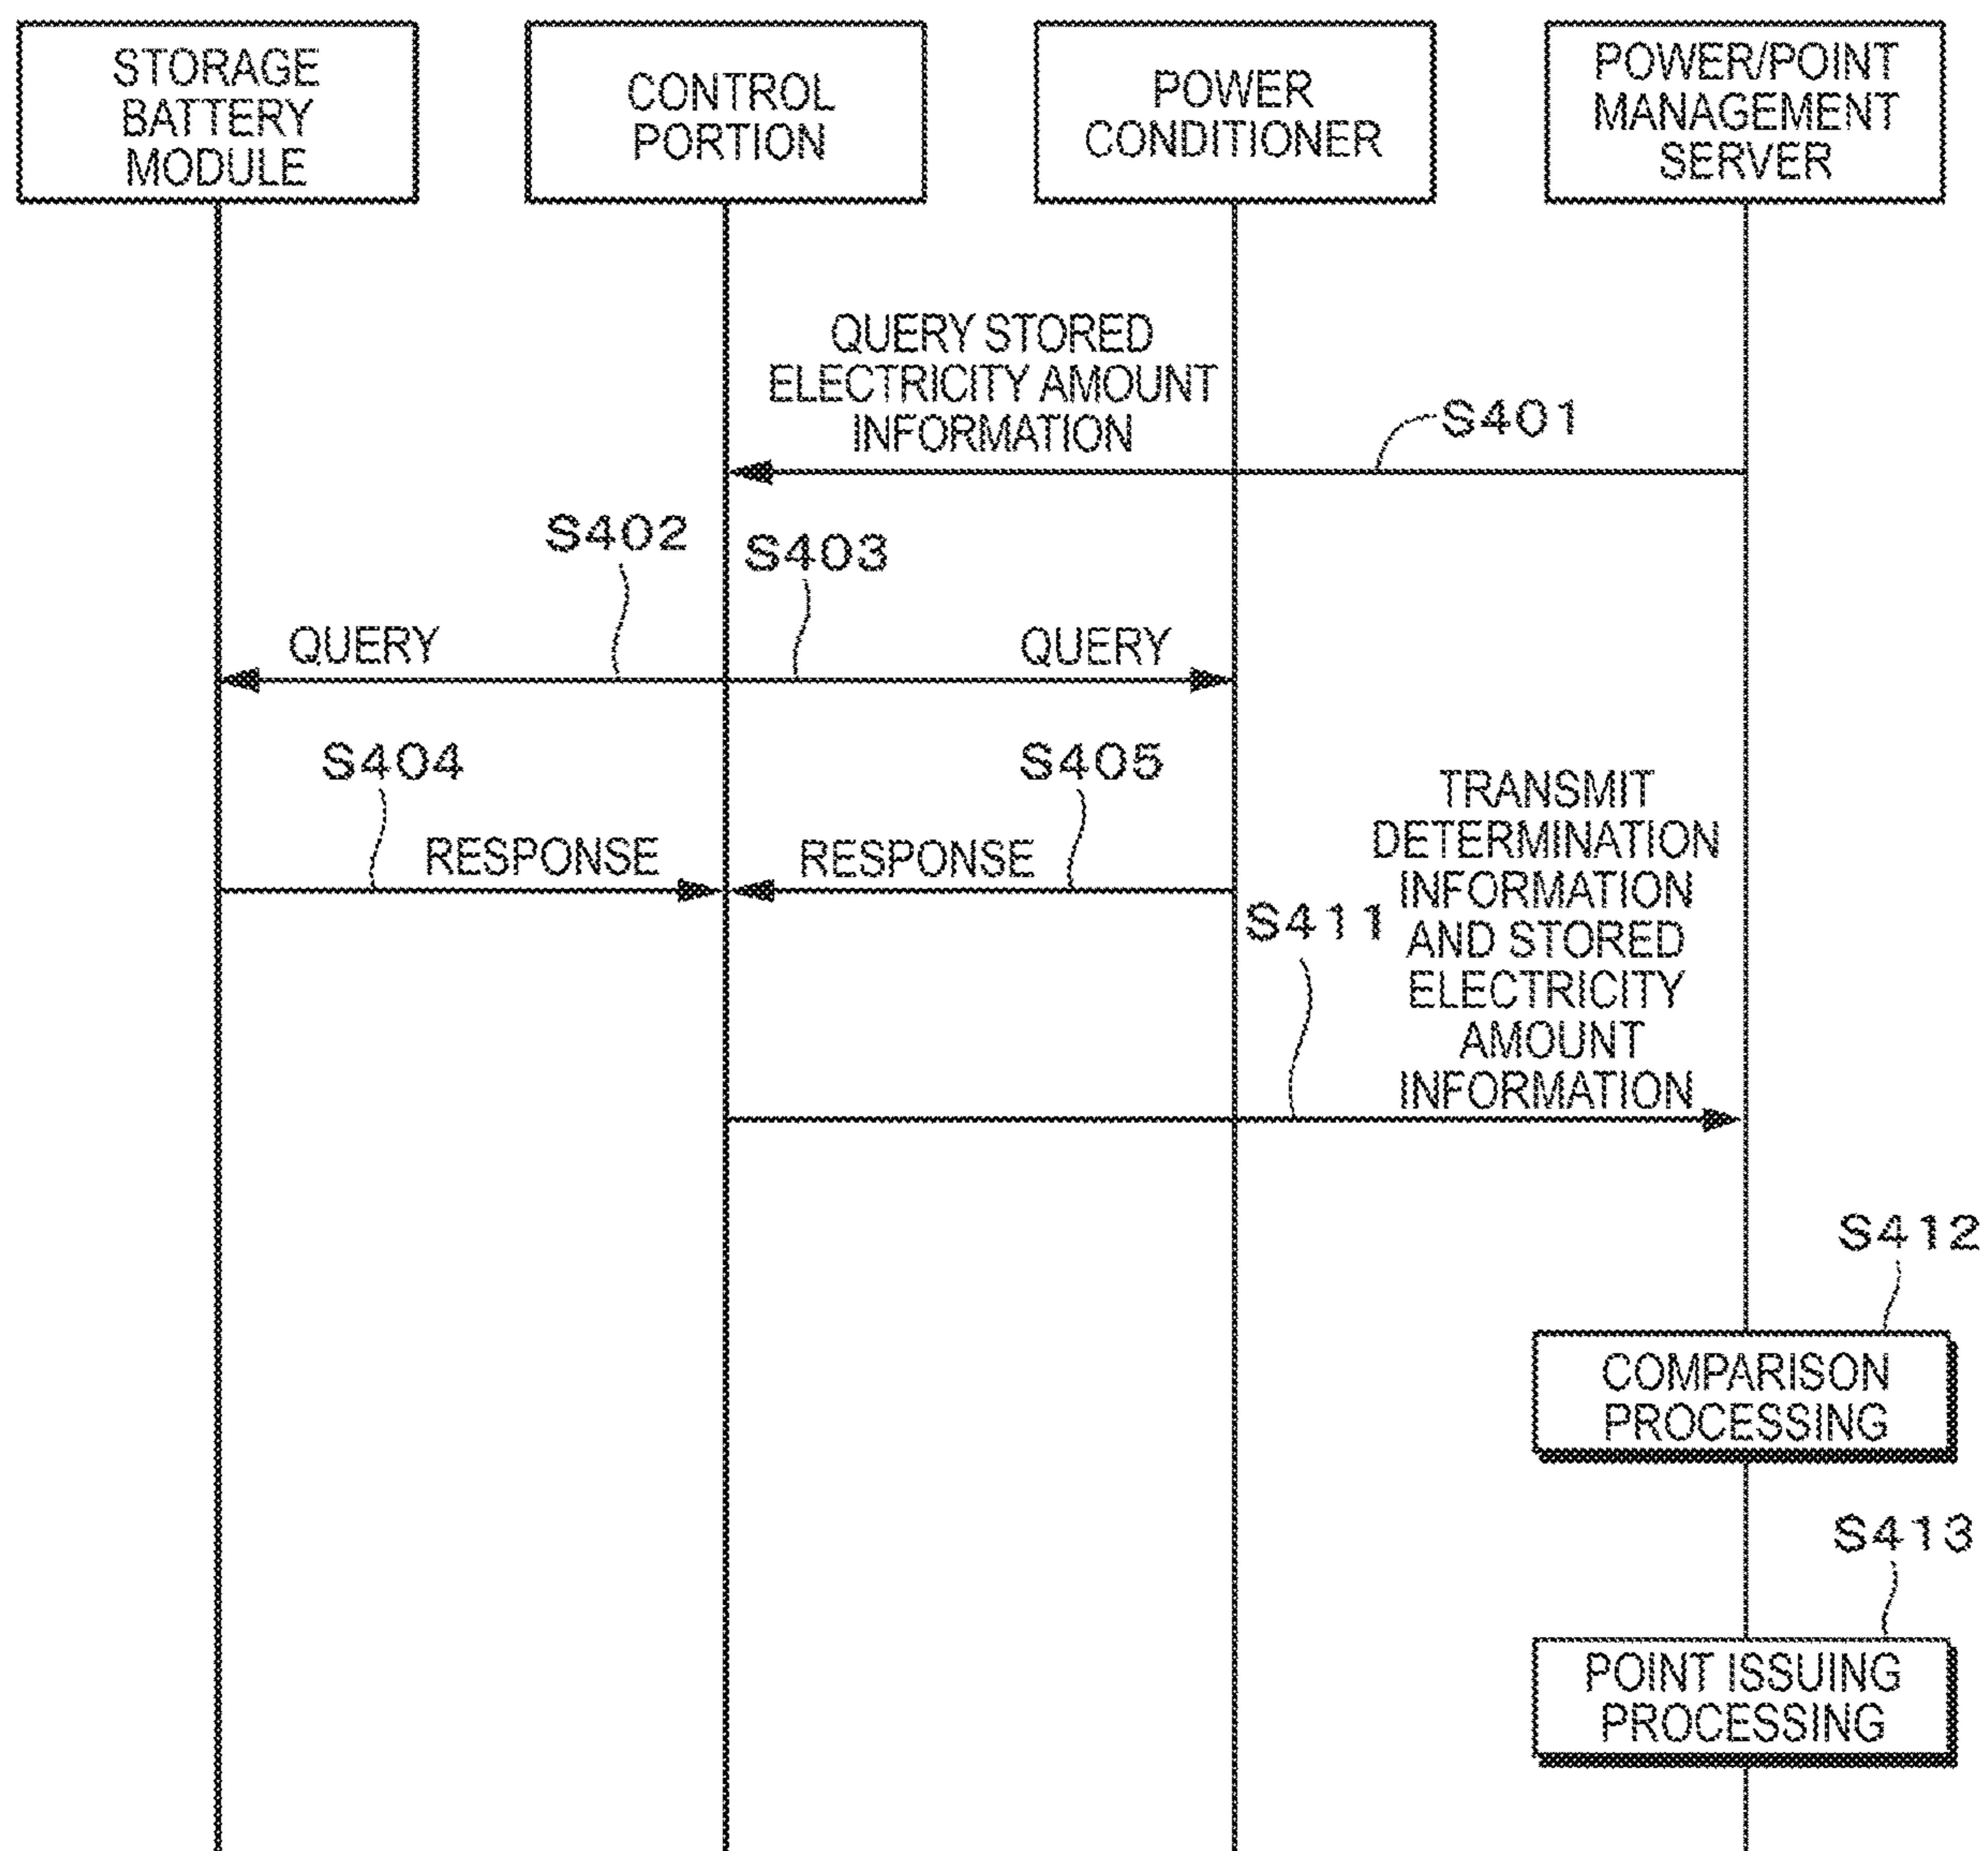 STORAGE
BATTERY
MODULE
CONTROL
PORTION
POWER
CONDITIONER
POWER/POINT
MANAGEMENT
SERVER
QUERY STORED
ELECTRICITY AMOUNT
INFORMATION
S401
S402
S403
QUERY
QUERY
S404
S405
RESPONSE
RESPONSE
S411
TRANSMIT
DETERMINATION
INFORMATION
AND STORED
ELECTRICITY
AMOUNT
INFORMATION
S412
COMPARISON
PROCESSING
S413
POINT ISSUING
PROCESSING